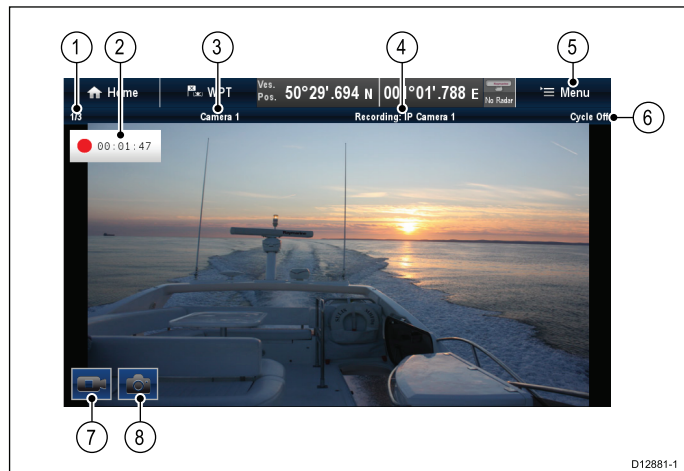 1 2 3 4 5
Home WPT Ves. Pos. 50°29'.694 N 001°01'.788 E No Radar Menu
1/3 Camera 1 Recording: IP Camera 1 Cycle Off 6
00:01:47
7 8
D12881-1